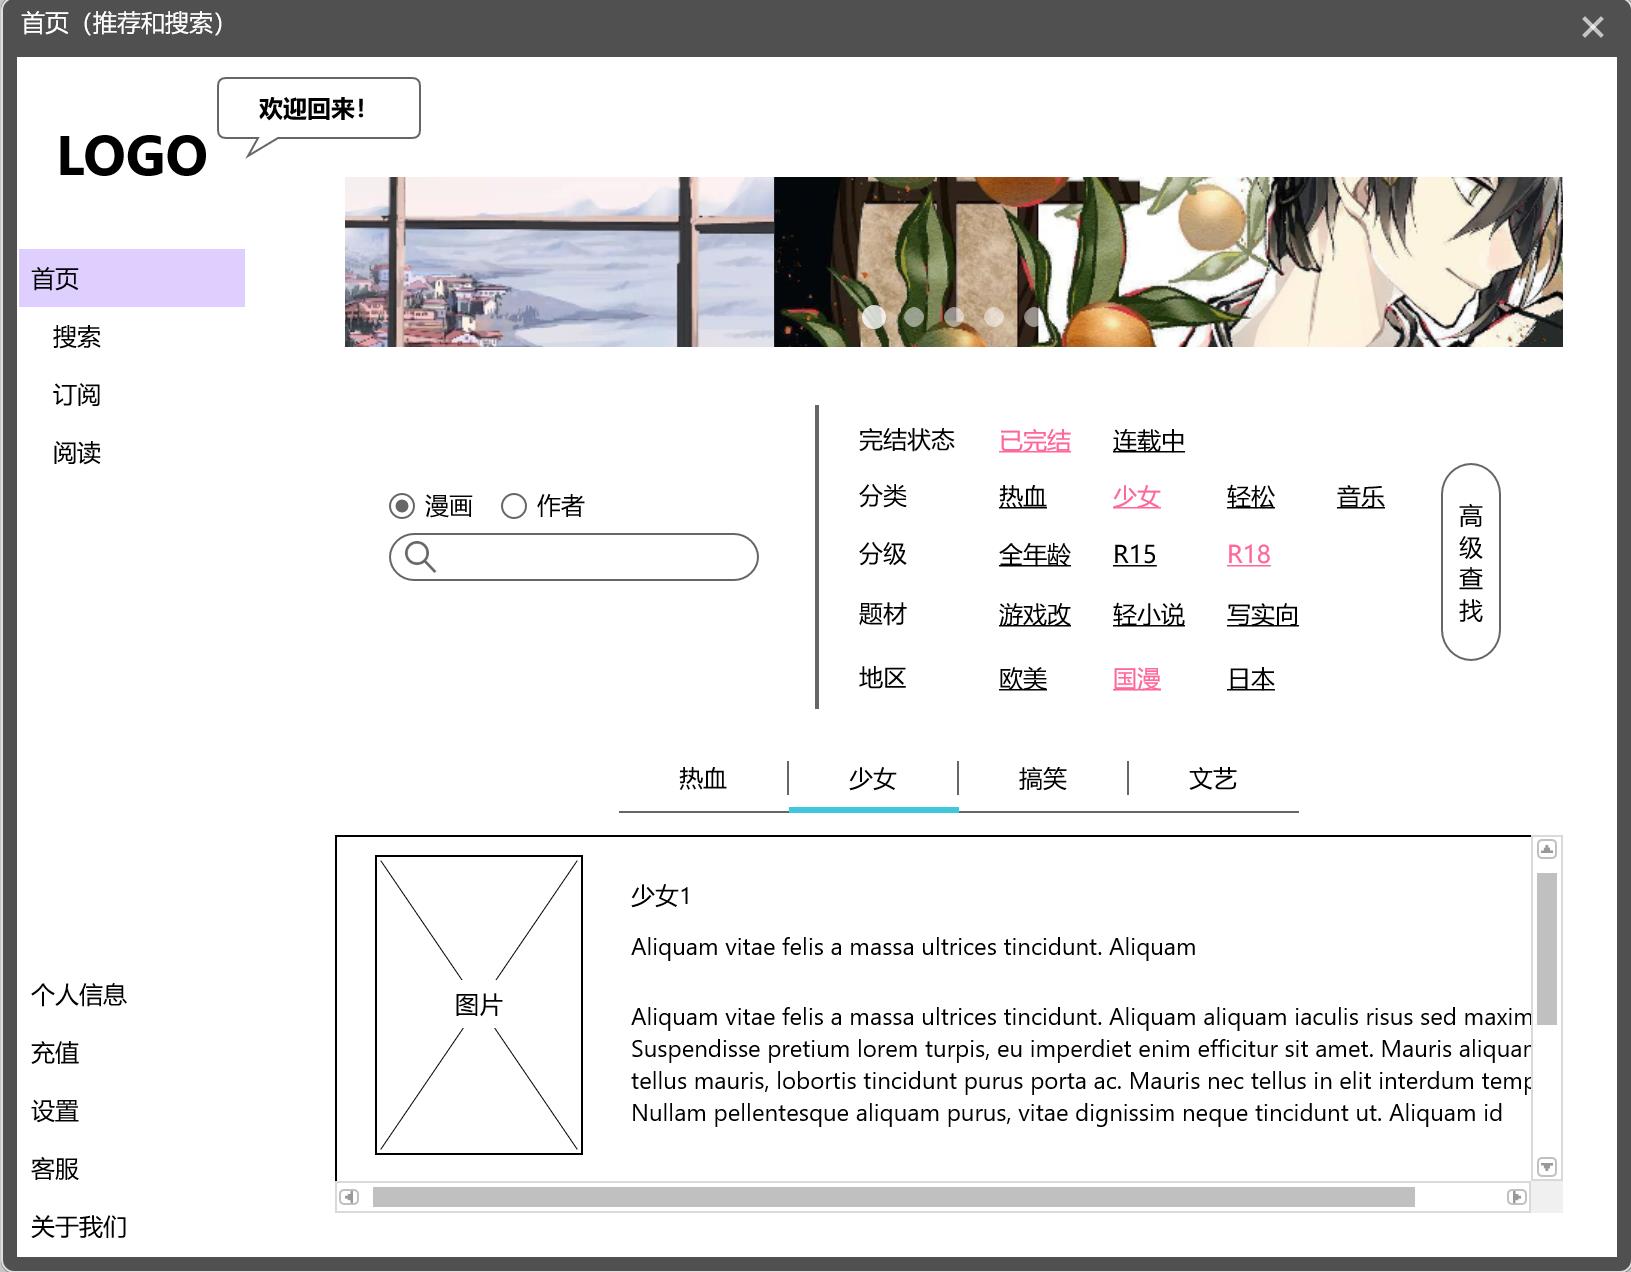 首页（推荐和搜索）
欢迎回来！
LOGO
首页
搜索
订阅
阅读
个人信息
充值
设置
客服
关于我们
漫画 作者
完结状态 已完结 连载中
分类 热血 少女 轻松 音乐
分级 全年龄 R15 R18
题材 游戏改 轻小说 写实向
地区 欧美 国漫 日本
高
级
查
找
热血 少女 搞笑 文艺
图片
少女1
Aliquam vitae felis a massa ultrices tincidunt. Aliquam
Aliquam vitae felis a massa ultrices tincidunt. Aliquam aliquam iaculis risus sed maxim
Suspendisse pretium lorem turpis, eu imperdiet enim efficitur sit amet. Mauris aliquam
tellus mauris, lobortis tincidunt purus porta ac. Mauris nec tellus in elit interdum temp
Nullam pellentesque aliquam purus, vitae dignissim neque tincidunt ut. Aliquam id